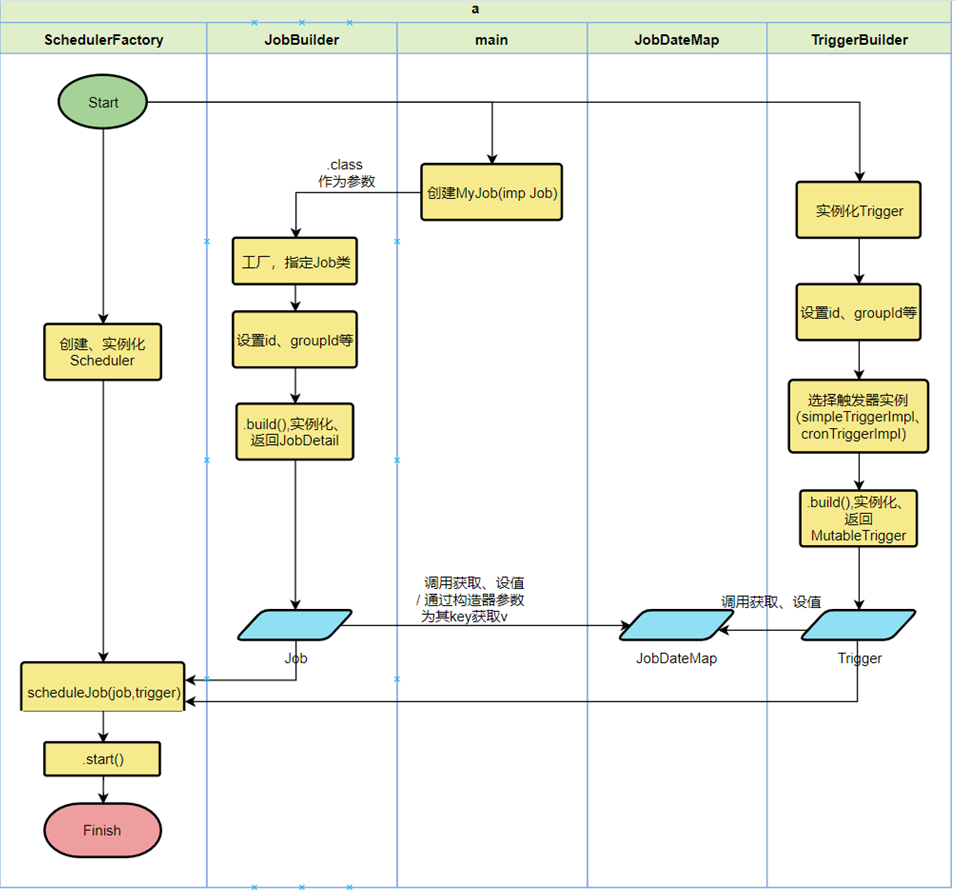 a
SchedulerFactory
JobBuilder
main
JobDateMap
TriggerBuilder
Start
.class
作为参数
创建MyJob(imp Job)
实例化Trigger
工厂，指定Job类
设置id、groupId等
设置id、groupId等
创建、实例化
Scheduler
选择触发器实例
(simpleTriggerImpl、
cronTriggerImpl)
.build(),实例化、
返回JobDetail
.build(),实例化、
返回
MutableTrigger
调用获取、设值
/ 通过构造器参数
为其key获取v
调用获取、设值
Job
JobDateMap
Trigger
scheduleJob(job,trigger)
.start()
Finish